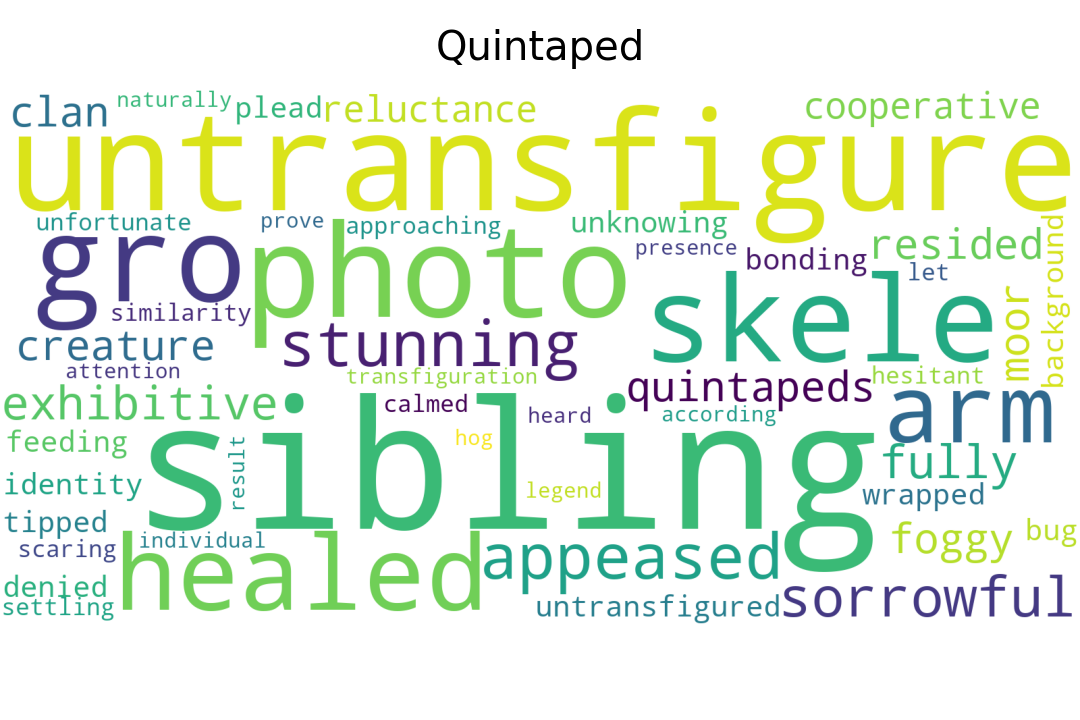 Quintaped
clan naturally plead reluctance cooperative
untransfigure
unfortunate prove approaching unknowing
gro photo presence bonding resided background
similarity skele let moor
creature stunning
attention transfiguration quintapeds hesitant
exhibitive calmed heard according arm
feeding result sibling hog fully
identity legend wrapped
tipped individual foggy bug
scaring healed appeased
denied sorrowful
settling untransfigured